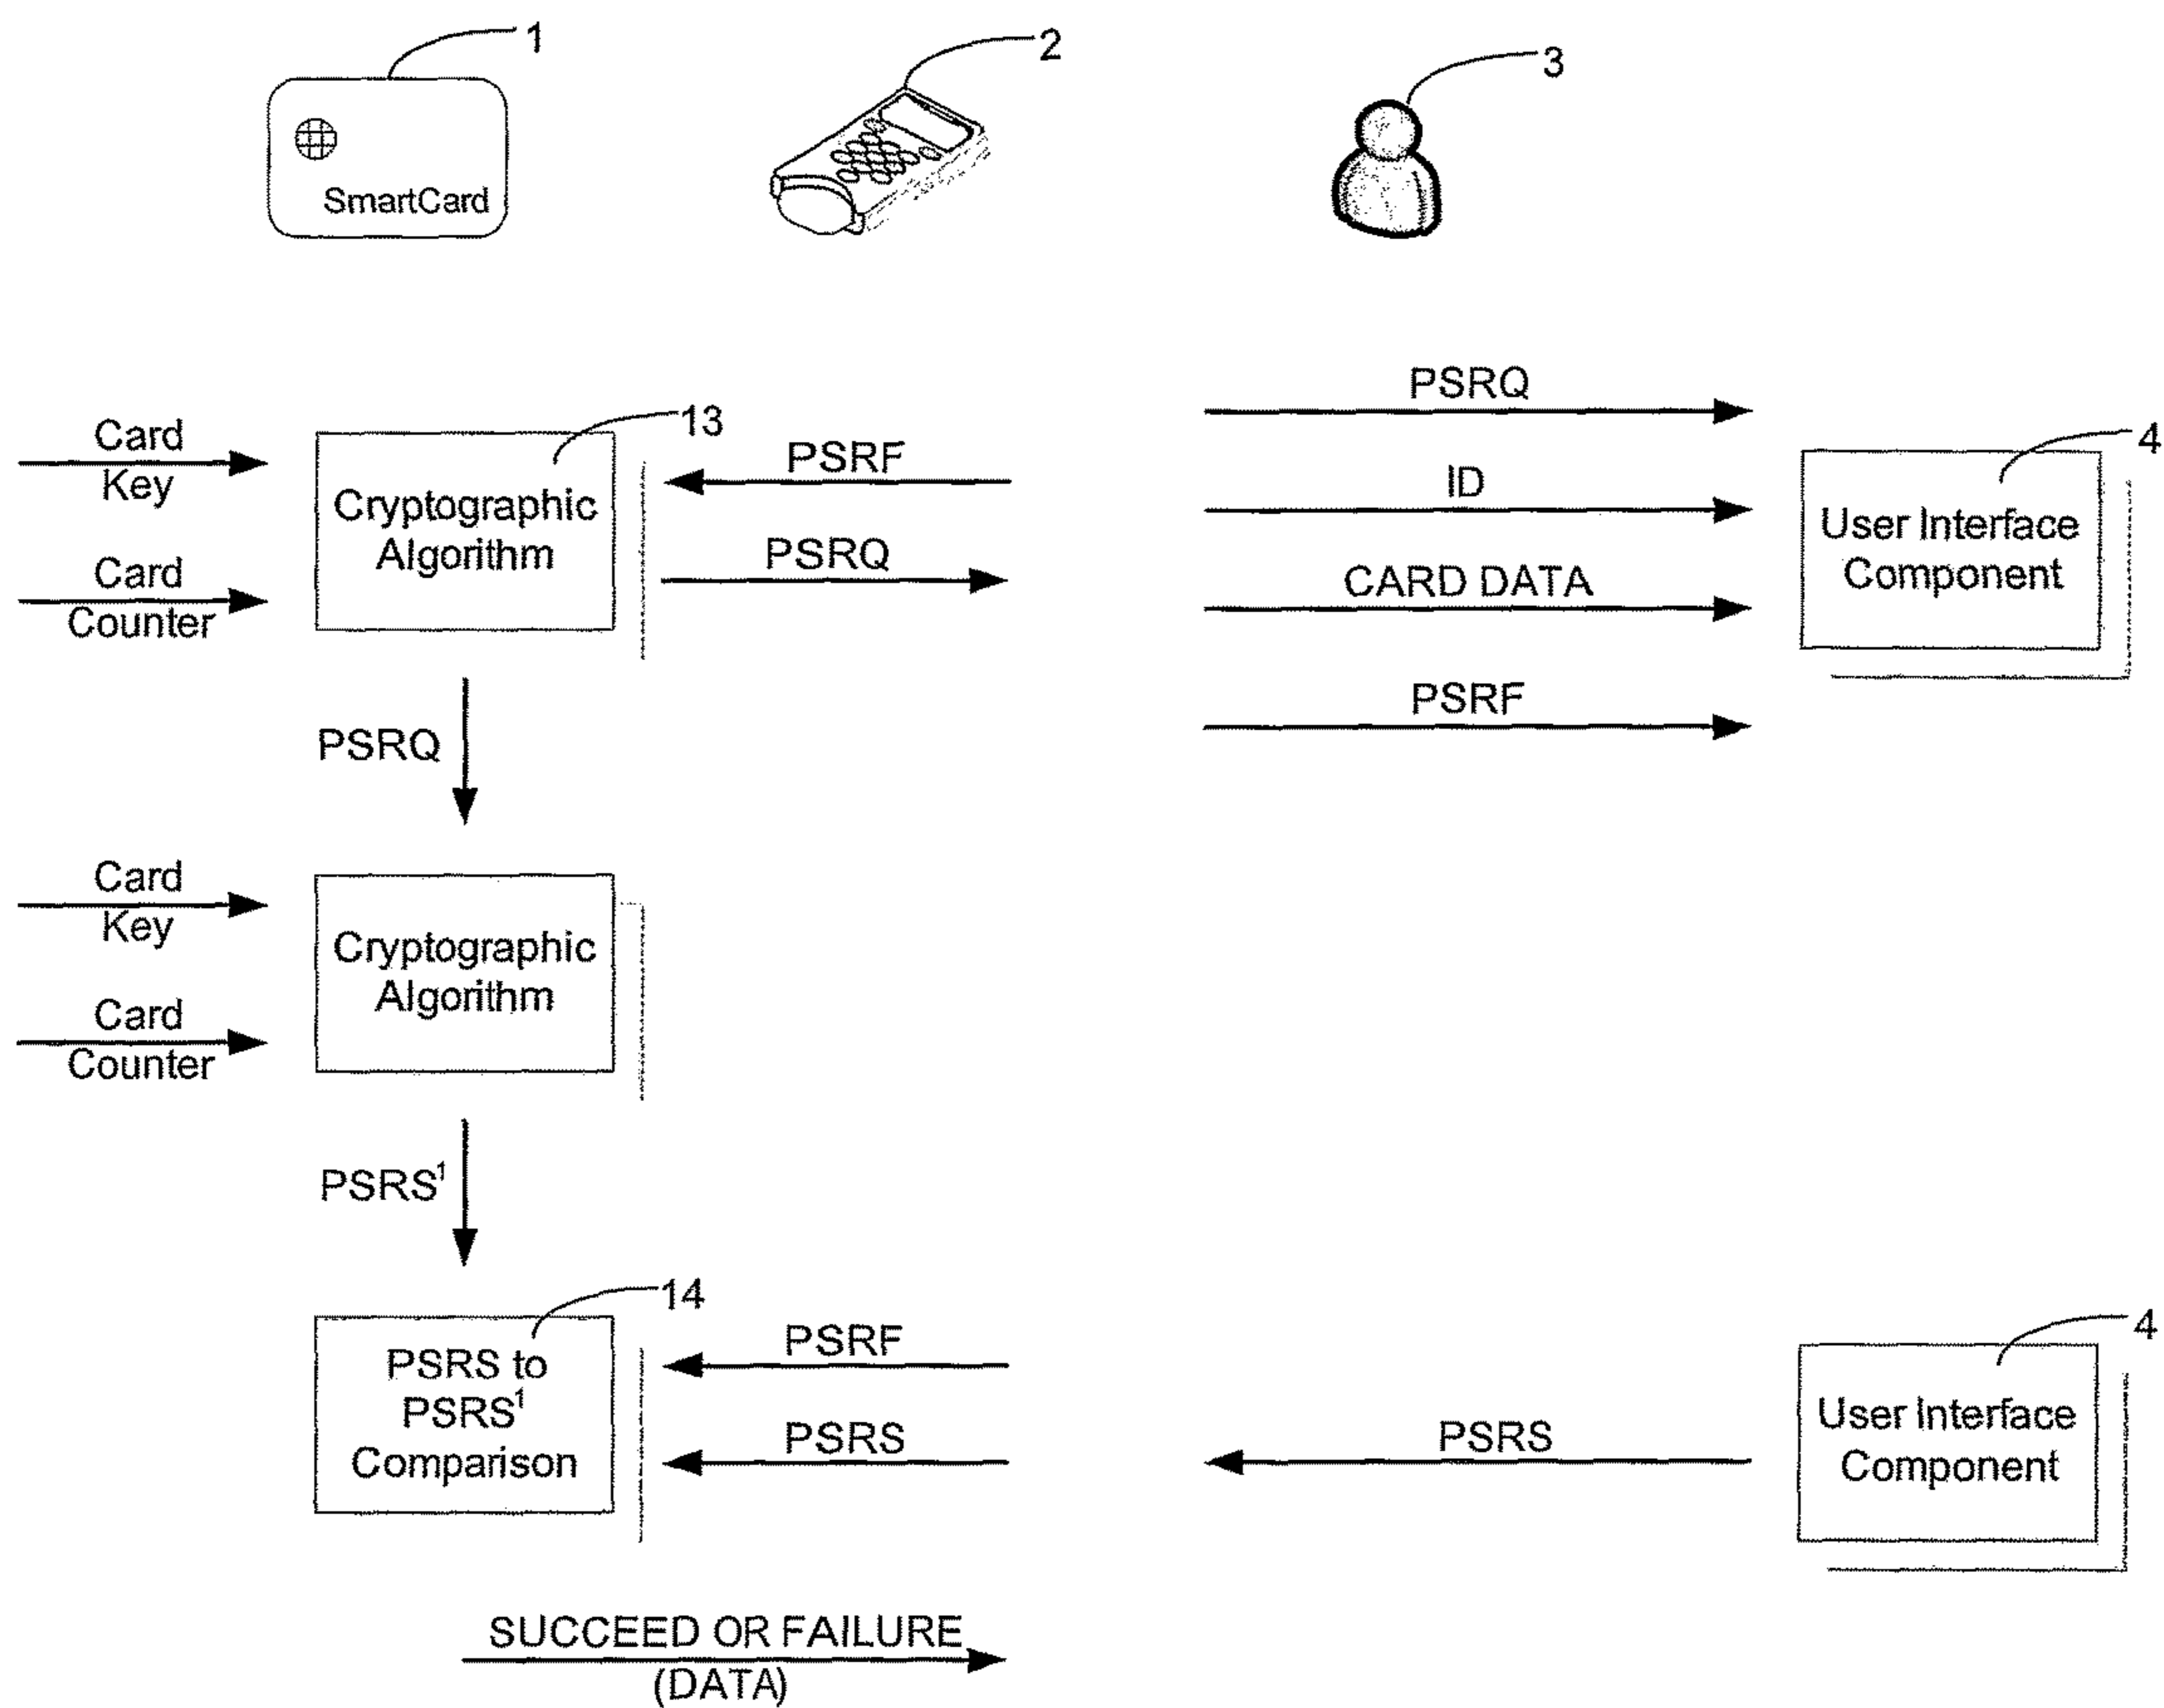 1
2
3
SmartCard
Card
Key
Card
Counter
13
Cryptographic
Algorithm
PSRF
PSRQ
PSRQ
ID
CARD DATA
PSRF
4
User Interface
Component
PSRQ
Card
Key
Card
Counter
Cryptographic
Algorithm
PSRS¹
14
PSRS to
PSRS¹
Comparison
PSRF
PSRS
PSRS
4
User Interface
Component
SUCCEED OR FAILURE
(DATA)